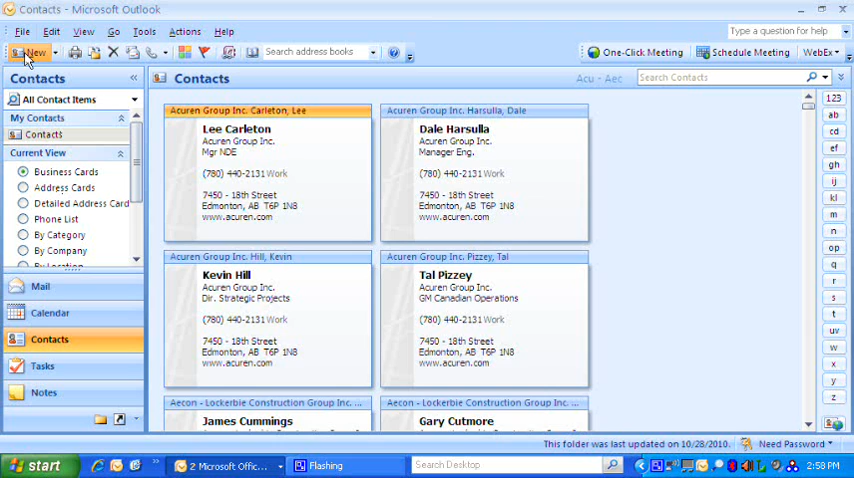 Contacts - Microsoft Outlook
File Edit View Go Tools Actions Help
Type a question for help
New
Search address books
One-Click Meeting
Schedule Meeting
WebEx
Contacts
«
Contacts
Acu - Aec
Search Contacts
All Contact Items
My Contacts
Contacts
Current View
Business Cards
Address Cards
Detailed Address Card
Phone List
By Category
By Company
By Location
Mail
Calendar
Contacts
Tasks
Notes
Acuren Group Inc. Carleton, Lee
Lee Carleton
Acuren Group Inc.
Mgr NDE
(780) 440-2131 Work
7450 - 18th Street
Edmonton, AB T6P 1N8
www.acuren.com
Acuren Group Inc. Harsulla, Dale
Dale Harsulla
Acuren Group Inc.
Manager Eng.
(780) 440-2131 Work
7450 - 18th Street
Edmonton, AB T6P 1N8
www.acuren.com
Acuren Group Inc. Hill, Kevin
Kevin Hill
Acuren Group Inc.
Dir. Strategic Projects
(780) 440-2131 Work
7450 - 18th Street
Edmonton, AB T6P 1N8
www.acuren.com
Acuren Group Inc. Pizzey, Tal
Tal Pizzey
Acuren Group Inc.
GM Canadian Operations
(780) 440-2131 Work
7450 - 18th Street
Edmonton, AB T6P 1N8
www.acuren.com
Aecon - Lockerbie Construction Group Inc. ...
James Cummings
Aecon - Lockerbie Construction Group Inc. ...
Gary Cutmore
123
ab
cd
ef
gh
ij
kl
m
n
op
q
r
s
t
uv
w
x
y
z
This folder was last updated on 10/28/2010.
Need Password
start
2 Microsoft Offic...
Flashing
Search Desktop
2:58 PM